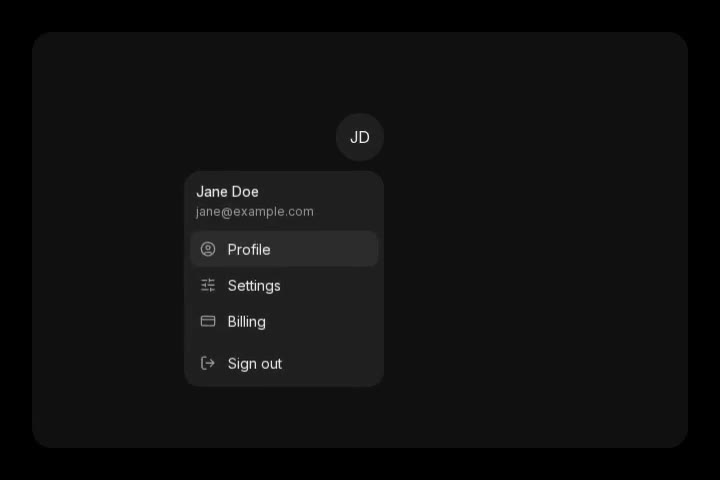 JD
Jane Doe
jane@example.com
Profile
Settings
Billing
Sign out